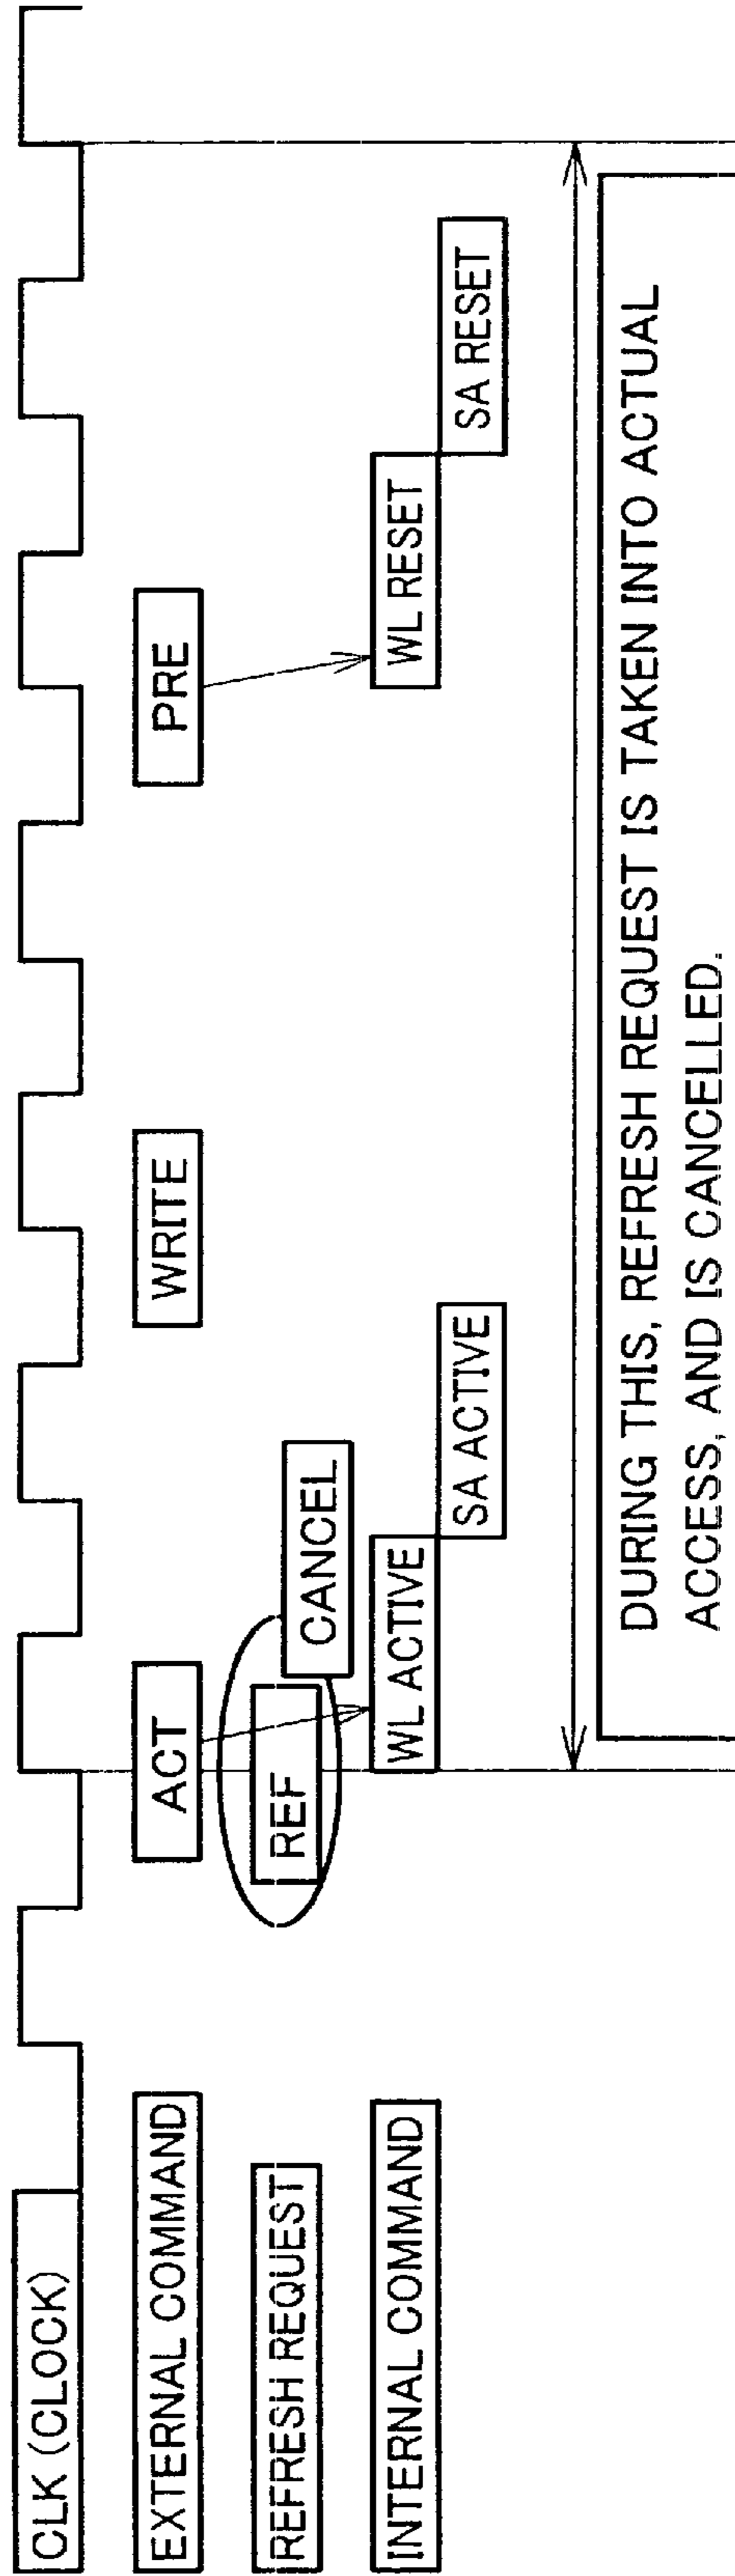 CLK (CLOCK)
EXTERNAL COMMAND
ACT
WRITE
PRE
REFRESH REQUEST
REF
CANCEL
INTERNAL COMMAND
WL ACTIVE
WL RESET
SA ACTIVE
SA RESET
DURING THIS, REFRESH REQUEST IS TAKEN INTO ACTUAL
ACCESS, AND IS CANCELLED.